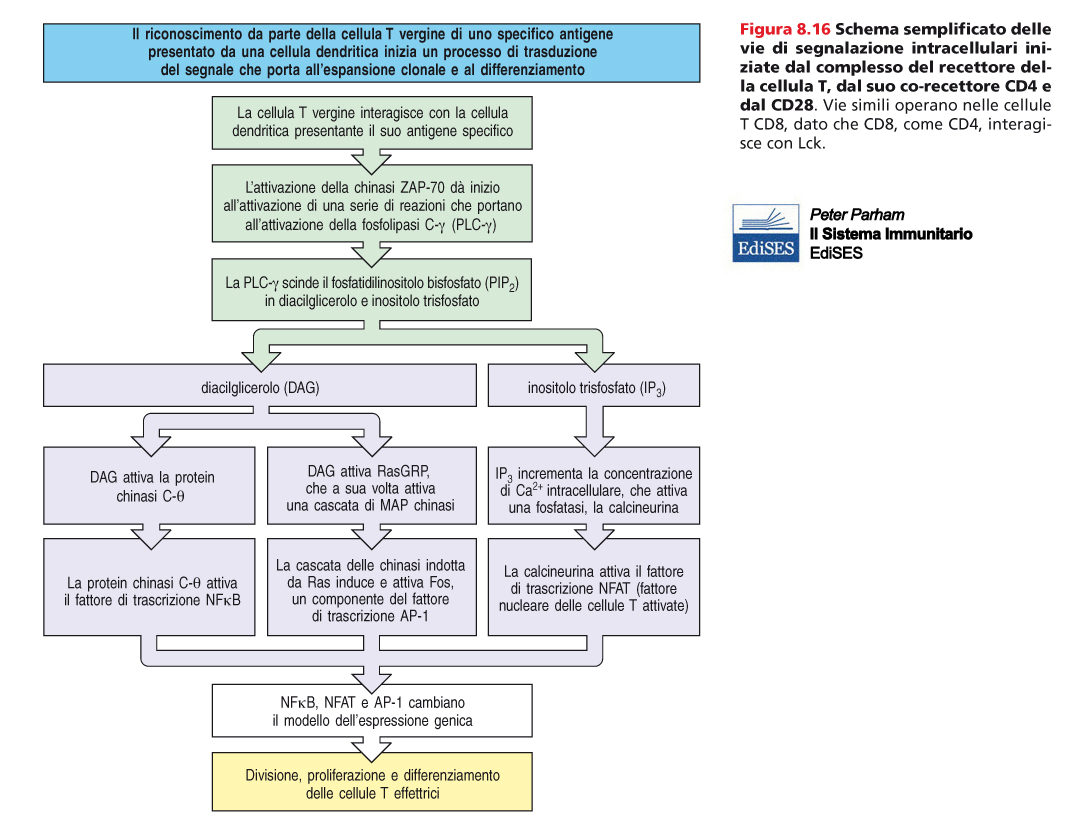 Il riconoscimento da parte della cellula T vergine di uno specifico antigene
presentato da una cellula dendritica inizia un processo di trasduzione
del segnale che porta all'espansione clonale e al differenziamento
La cellula T vergine interagisce con la cellula
dendritica presentante il suo antigene specifico
L'attivazione della chinasi ZAP-70 dà inizio
all'attivazione di una serie di reazioni che portano
all'attivazione della fosfolipasi C-γ (PLC-γ)
La PLC-γ scinde il fosfatidilinositolo bisfosfato (PIP₂)
in diacilglicerolo e inositolo trisfosfato
diacilglicerolo (DAG)
inositolo trisfosfato (IP₃)
DAG attiva la protein
chinasi C-θ
DAG attiva RasGRP,
che a sua volta attiva
una cascata di MAP chinasi
IP₃ incrementa la concentrazione
di Ca²⁺ intracellulare, che attiva
una fosfatasi, la calcineurina
La protein chinasi C-θ attiva
il fattore di trascrizione NFκB
La cascata delle chinasi indotta
da Ras induce e attiva Fos,
un componente del fattore
di trascrizione AP-1
La calcineurina attiva il fattore
di trascrizione NFAT (fattore
nucleare delle cellule T attivate)
NFκB, NFAT e AP-1 cambiano
il modello dell'espressione genica
Divisione, proliferazione e differenziamento
delle cellule T effettrici
Figura 8.16 Schema semplificato delle
vie di segnalazione intracellulari ini-
ziate dal complesso del recettore del-
la cellula T, dal suo co-recettore CD4 e
dal CD28. Vie simili operano nelle cellule
T CD8, dato che CD8, come CD4, interagi-
sce con Lck.
EdiSES
Peter Parham
Il Sistema Immunitario
EdiSES